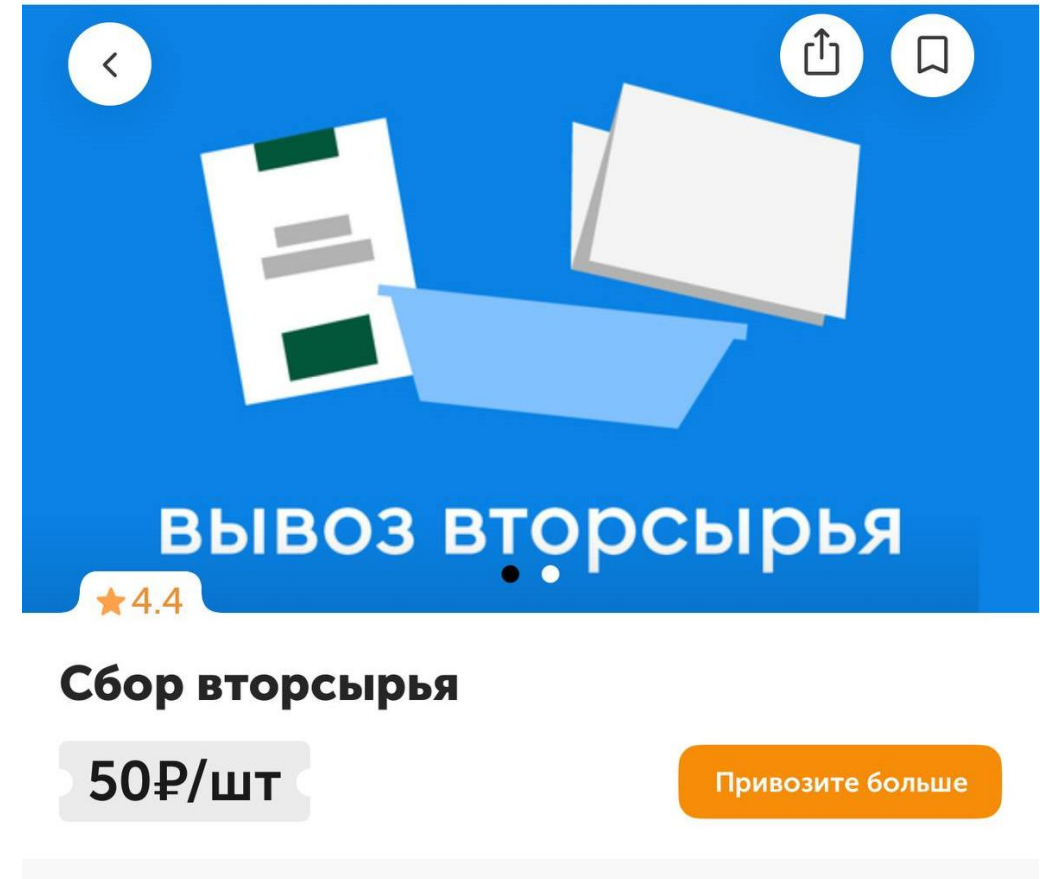 вывоз вторсырья
4.4
Сбор вторсырья
50₽/шт
Привозите больше